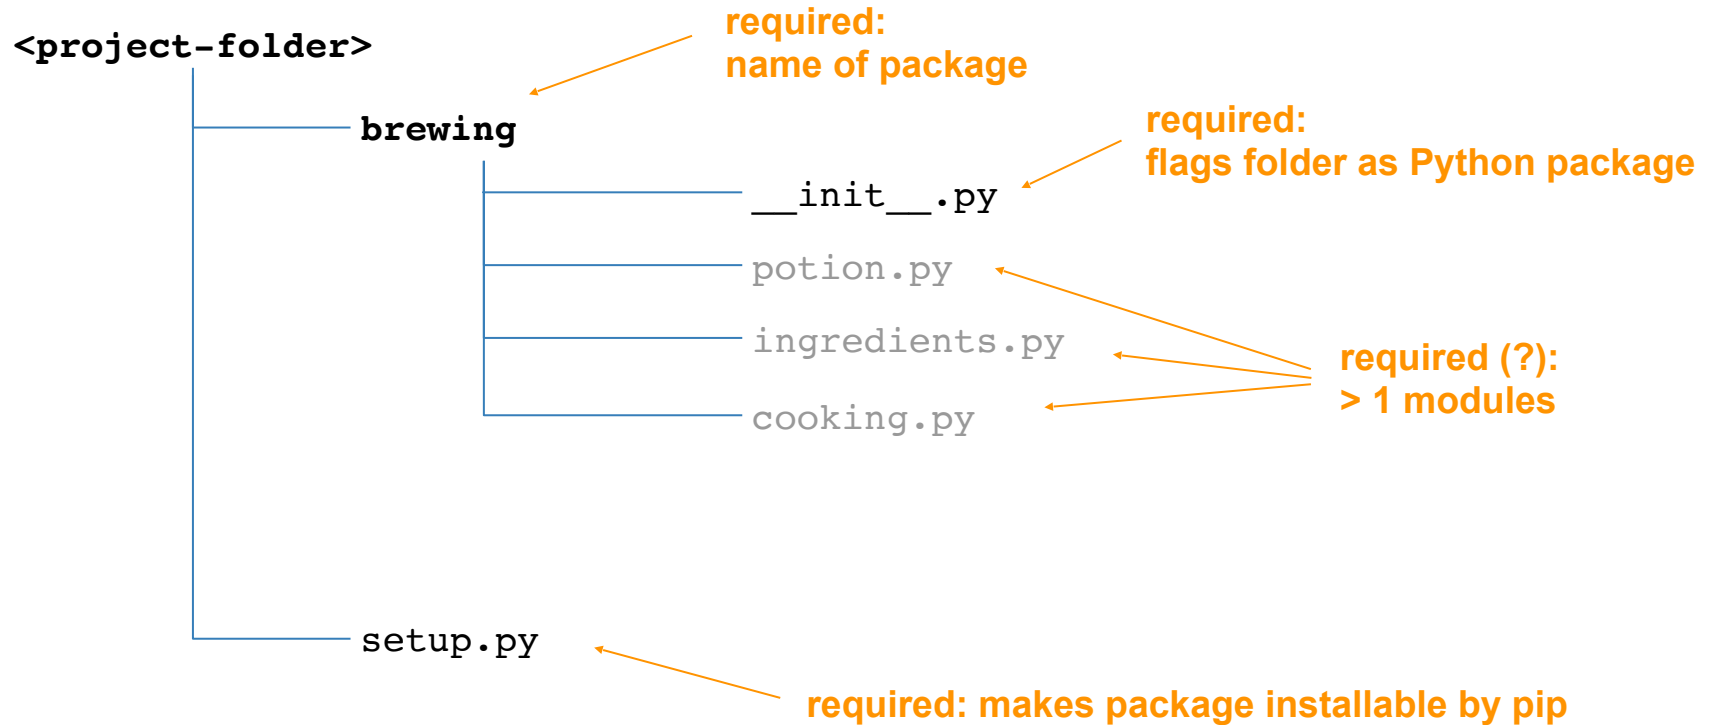 <project-folder>
required:
name of package
brewing
required:
flags folder as Python package
__init__.py
potion.py
ingredients.py
cooking.py
required (?):
> 1 modules
setup.py
required: makes package installable by pip